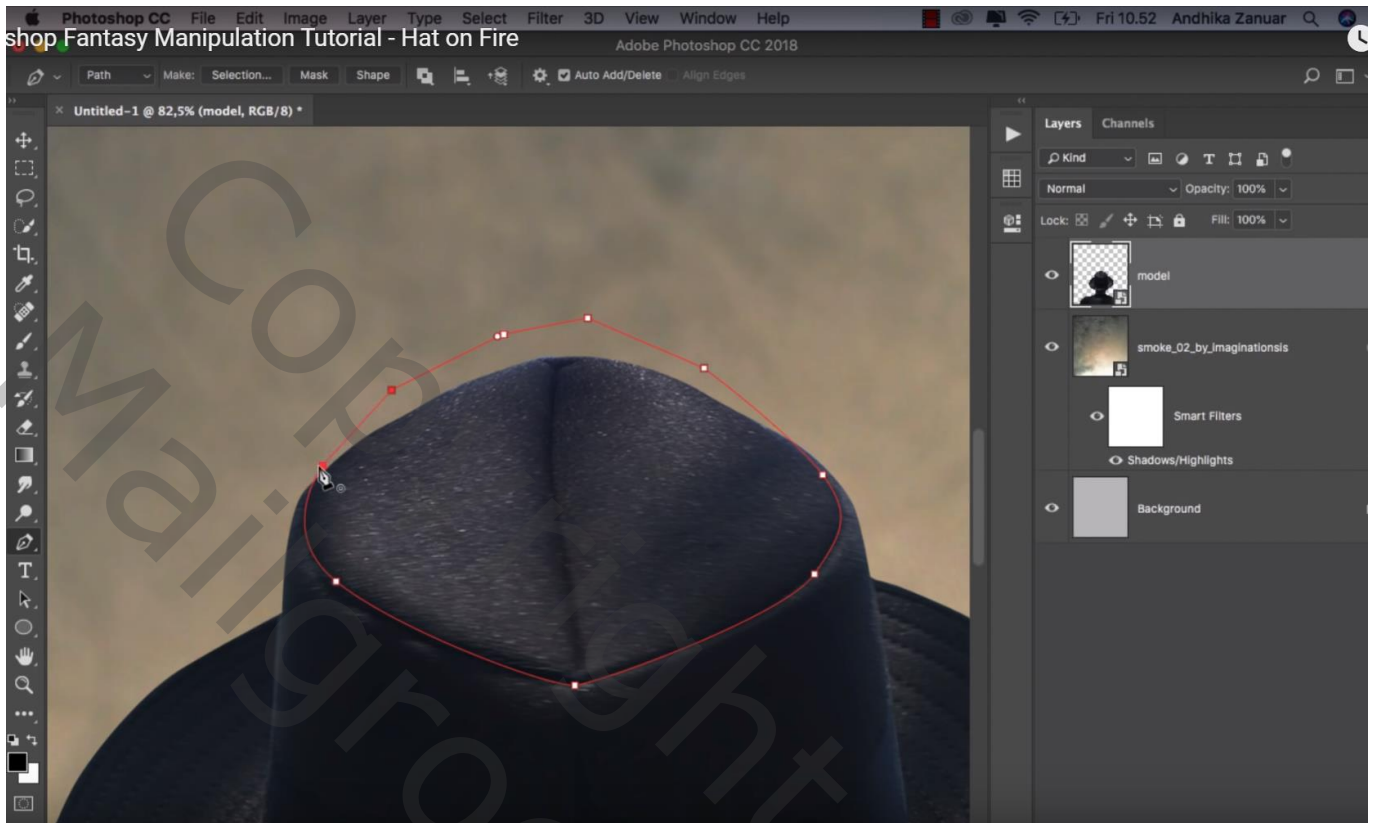 Photoshop CC File Edit Image Layer Type Select Filter 3D View Window Help Fri 10.52 Andhika Zanuar
shop Fantasy Manipulation Tutorial - Hat on Fire
Adobe Photoshop CC 2018
Path Make: Selection... Mask Shape Auto Add/Delete Align Edges
Untitled-1 @ 82,5% (model, RGB/8) *
Layers Channels
Kind
Normal Opacity: 100%
Lock: Fill: 100%
model
smoke_02_by_imaginationsis
Smart Filters
Shadows/Highlights
Background
Copyright